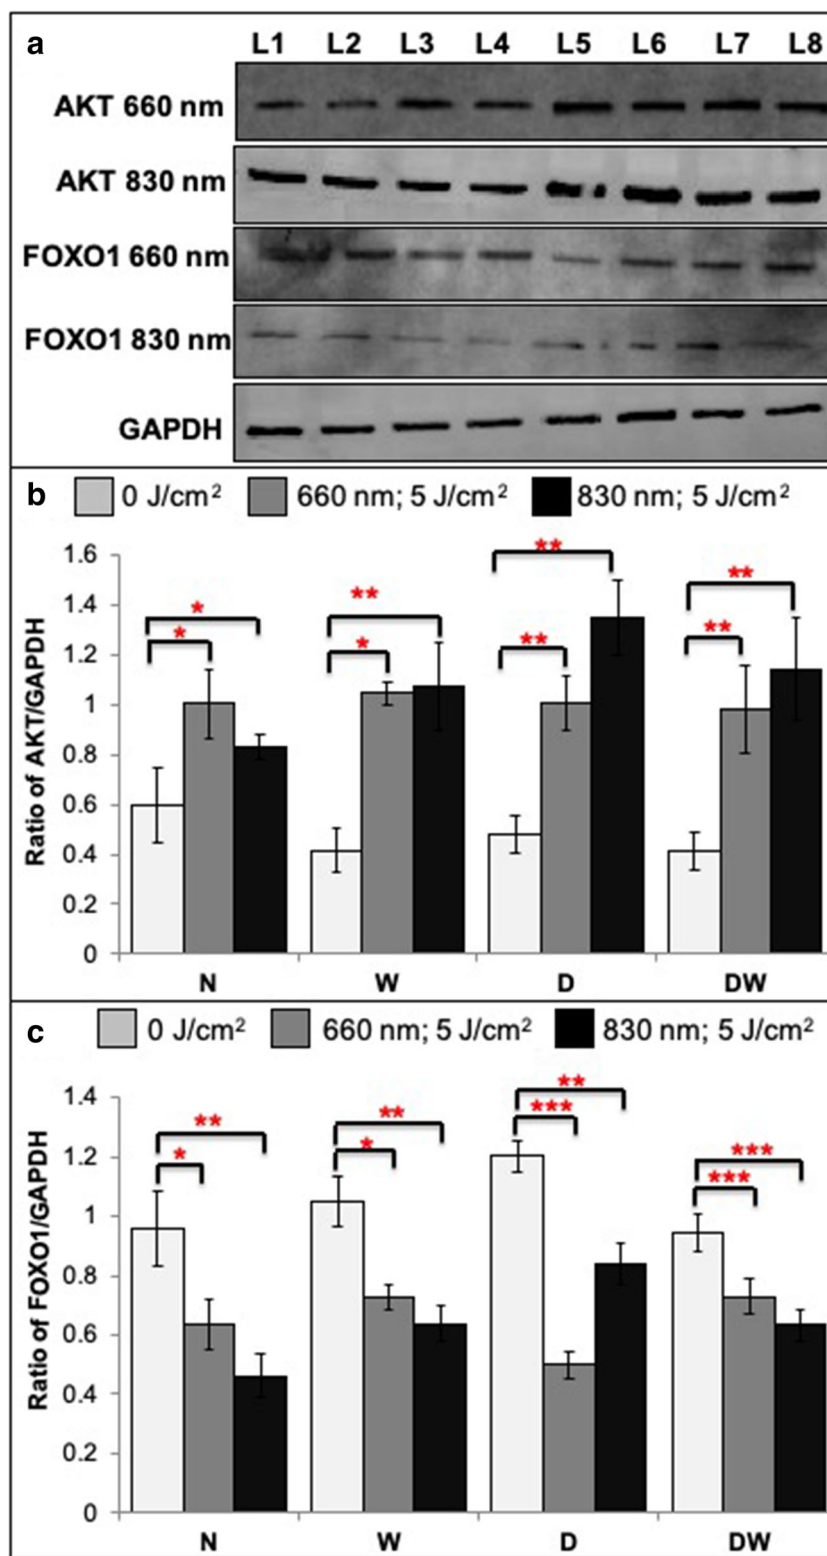 a
L1 L2 L3 L4 L5 L6 L7 L8
AKT 660 nm
AKT 830 nm
FOXO1 660 nm
FOXO1 830 nm
GAPDH
b
0 J/cm² 660 nm; 5 J/cm² 830 nm; 5 J/cm²
Ratio of AKT/GAPDH
1.6
1.4
1.2
1
0.8
0.6
0.4
0.2
0
* * ** * ** ** ** **
N W D DW
c
0 J/cm² 660 nm; 5 J/cm² 830 nm; 5 J/cm²
Ratio of FOXO1/GAPDH
1.4
1.2
1
0.8
0.6
0.4
0.2
0
** * ** * ** *** *** ***
N W D DW